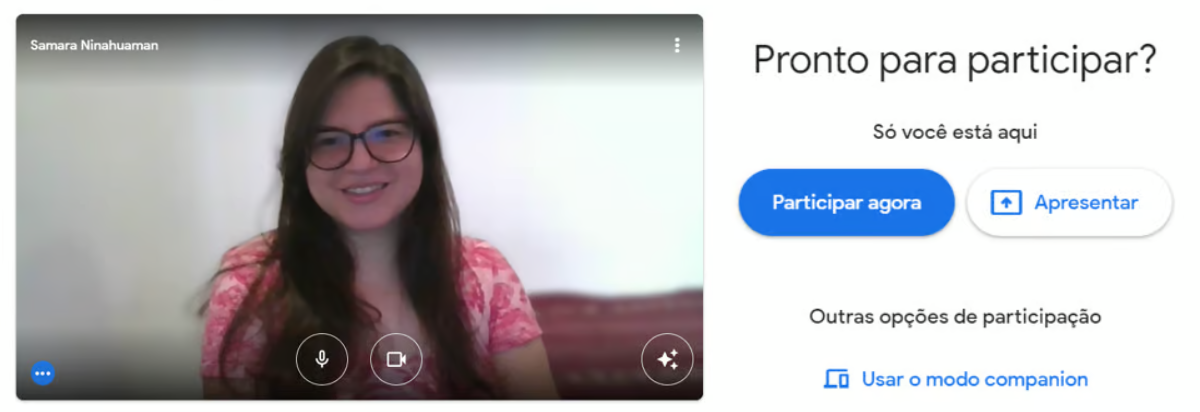 Samara Ninahuaman
Pronto para participar?
Só você está aqui
Participar agora
Apresentar
Outras opções de participação
Usar o modo companion